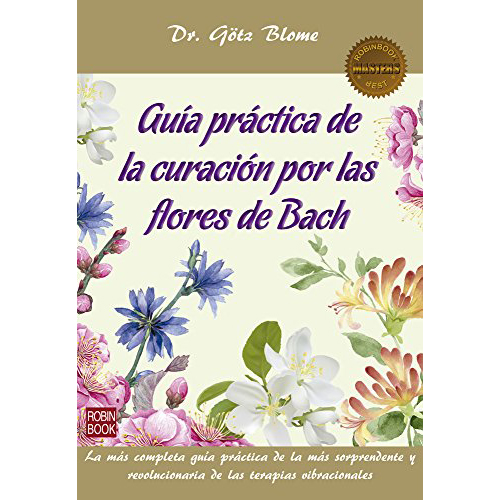 Dr. Götz Blome
ROBINBOOK
MASTERS
BEST
Guía práctica de
la curación por las
flores de Bach
ROBIN
BOOK
La más completa guía práctica de la más sorprendente y
revolucionaria de las terapias vibracionales